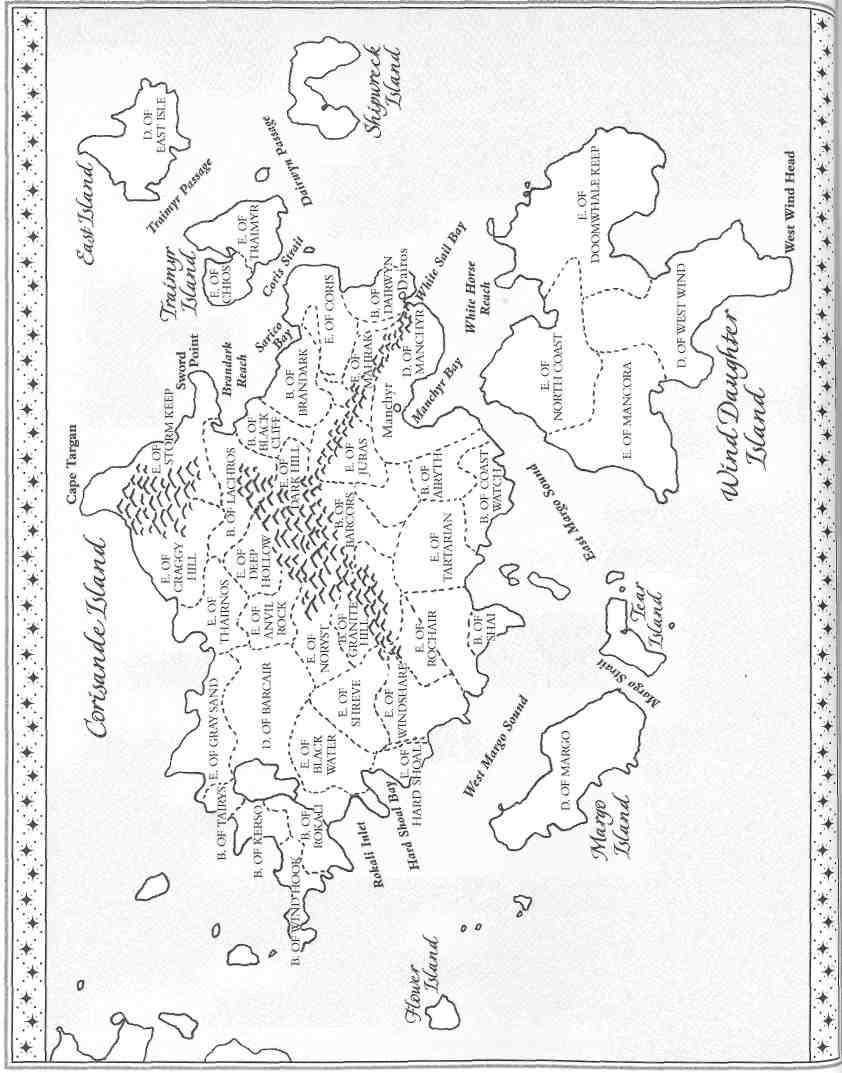 Corisande Island
Cape Targan
E. OF
STORM KEEP
Sword
Point
Brandark
Reach
Sarico
Bay
Traimyr
Island
E. OF
CHIOS
E. OF
TRAIMYR
Coris Strait
East Island
D. OF
EAST ISLE
Traimyr Passage
Dairwyn Passage
Shipwreck
Island
E. OF
CRAGGY
HILL
B. OF LACHROS
B. OF
BLACK
CLIFF
B. OF
BRANDARK
E. OF CORIS
E. OF
THAIRNOS
E. OF
DEEP
HOLLOW
E. OF
DARK HILL
E. OF
MAHRAK
B. OF
DAIRWYN
Dairos
White Sail Bay
E. OF GRAY SAND
D. OF BARCAIR
E. OF
ANVIL
ROCK
E. OF
NORYST
B. OF
GRANITE
HILL
B. OF
BARCORS
E. OF
JURAS
Manchyr
D. OF
MANCHYR
Manchyr Bay
White Horse
Reach
B. OF TAIRYS
B. OF KERSO
B. OF
ROKALI
B. OF WIND HOOK
E. OF
BLACK
WATER
E. OF
SHREVE
E. OF
WINDSHARE
E. OF
HARD SHOAL
Rokali Inlet
Hard Shoal Bay
E. OF
ROCHAIR
B. OF
SHAI
E. OF
TARTARIAN
B. OF
AIRYTH
B. OF COAST
WATCH
East Margo Sound
West Margo Sound
Margo Strait
Tear
Island
D. OF MARGO
Margo
Island
Flower
Island
E. OF
NORTH COAST
E. OF MANCORA
E. OF
DOOMWHALE KEEP
D. OF WEST WIND
West Wind Head
Wind Daughter
Island